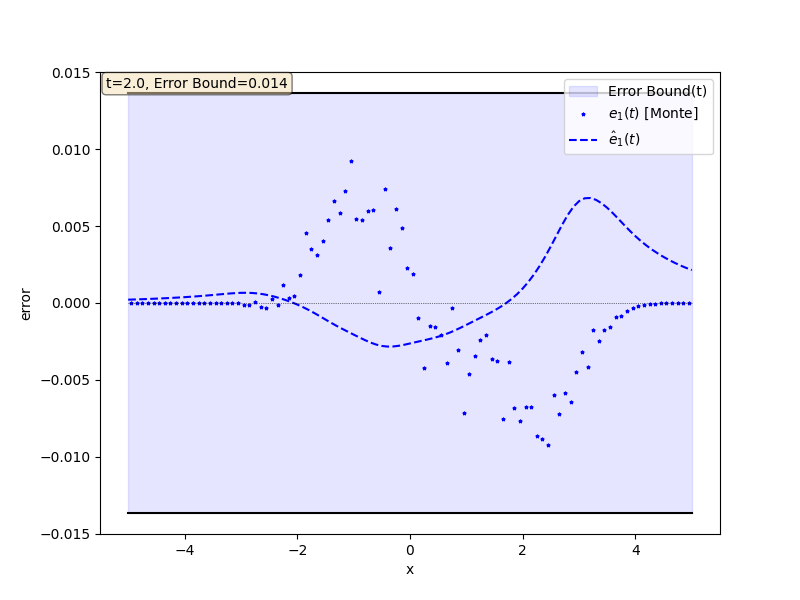 t=2.0, Error Bound=0.014
Error Bound(t)
e₁(t) [Monte]
ê₁(t)
0.015
0.010
0.005
0.000
−0.005
−0.010
−0.015
error
−4
−2
0
2
4
x